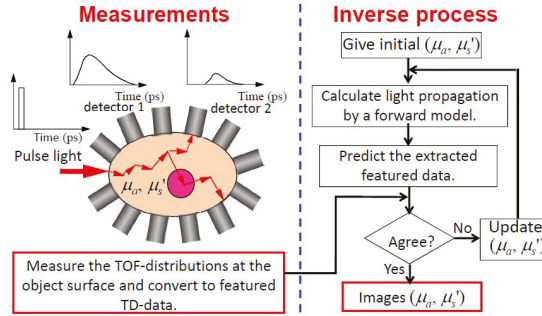 Measurements
Time (ps)
detector 1
Time (ps)
detector 2
Time (ps)
Pulse light
μa, μs'
Measure the TOF-distributions at the
object surface and convert to featured
TD-data.
Inverse process
Give initial (μa, μs')
Calculate light propagation
by a forward model.
Predict the extracted
featured data.
Agree?
No
Update
(μa, μs')
Yes
Images (μa, μs')